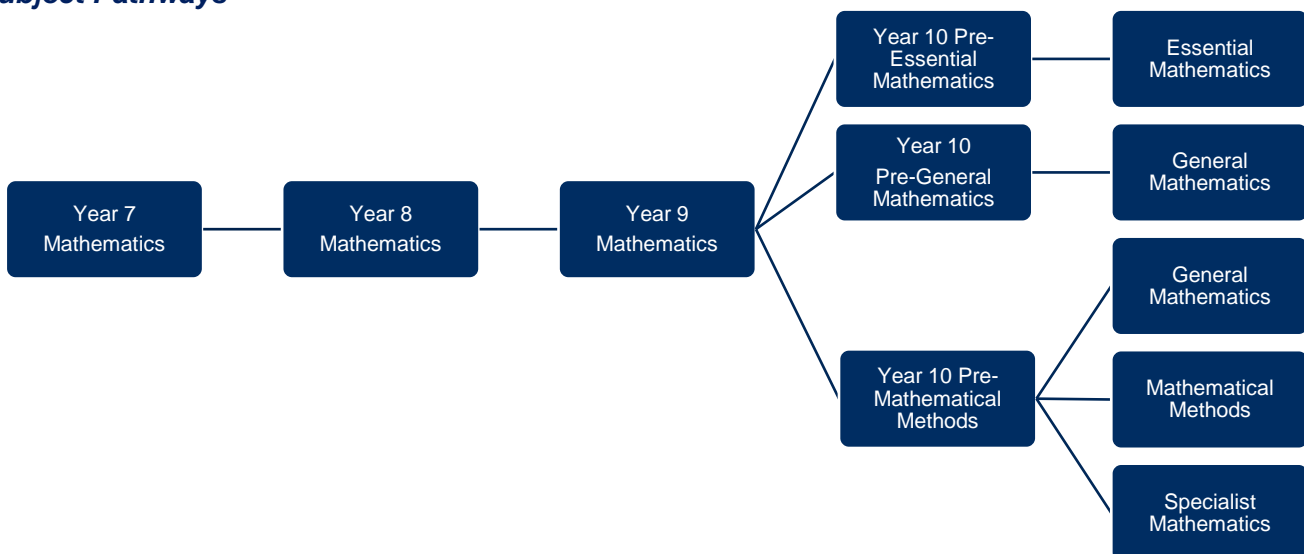 Pathways
Year 7
Mathematics
Year 8
Mathematics
Year 9
Mathematics
Year 10 Pre-
Essential
Mathematics
Essential
Mathematics
Year 10
Pre-General
Mathematics
General
Mathematics
Year 10 Pre-
Mathematical
Methods
General
Mathematics
Mathematical
Methods
Specialist
Mathematics